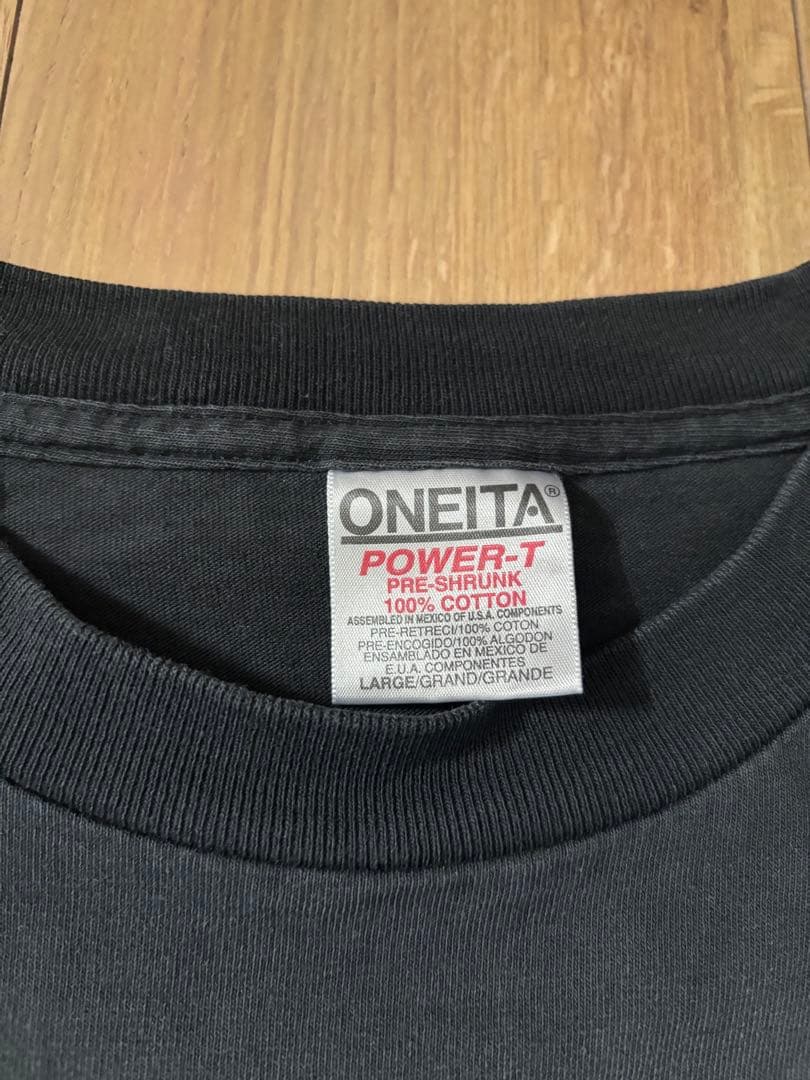 ONEITA®
POWER-T
PRE-SHRUNK
100% COTTON
ASSEMBLED IN MEXICO OF U.S.A. COMPONENTS
PRE-RETRECI/100% COTON
PRE-ENCOGIDO/100% ALGODON
ENSAMBLADO EN MEXICO DE
E.U.A. COMPONENTES
LARGE/GRAND/GRANDE